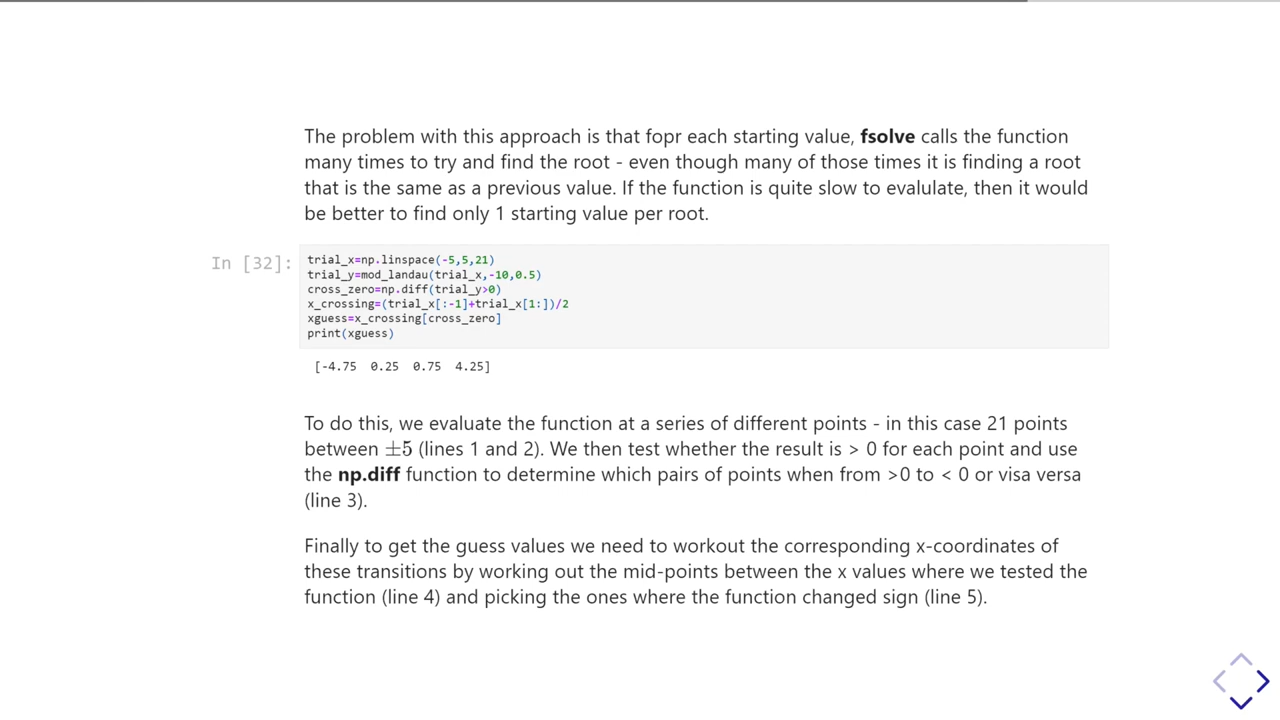 The problem with this approach is that fopr each starting value, fsolve calls the function
many times to try and find the root - even though many of those times it is finding a root
that is the same as a previous value. If the function is quite slow to evalulate, then it would
be better to find only 1 starting value per root.
In [32]:
trial_x=np.linspace(-5,5,21)
trial_y=mod_landau(trial_x,-10,0.5)
cross_zero=np.diff(trial_y>0)
x_crossing=(trial_x[:-1]+trial_x[1:])/2
xguess=x_crossing[cross_zero]
print(xguess)
[-4.75  0.25  0.75  4.25]
To do this, we evaluate the function at a series of different points - in this case 21 points
between ±5 (lines 1 and 2). We then test whether the result is > 0 for each point and use
the np.diff function to determine which pairs of points when from >0 to < 0 or visa versa
(line 3).
Finally to get the guess values we need to workout the corresponding x-coordinates of
these transitions by working out the mid-points between the x values where we tested the
function (line 4) and picking the ones where the function changed sign (line 5).